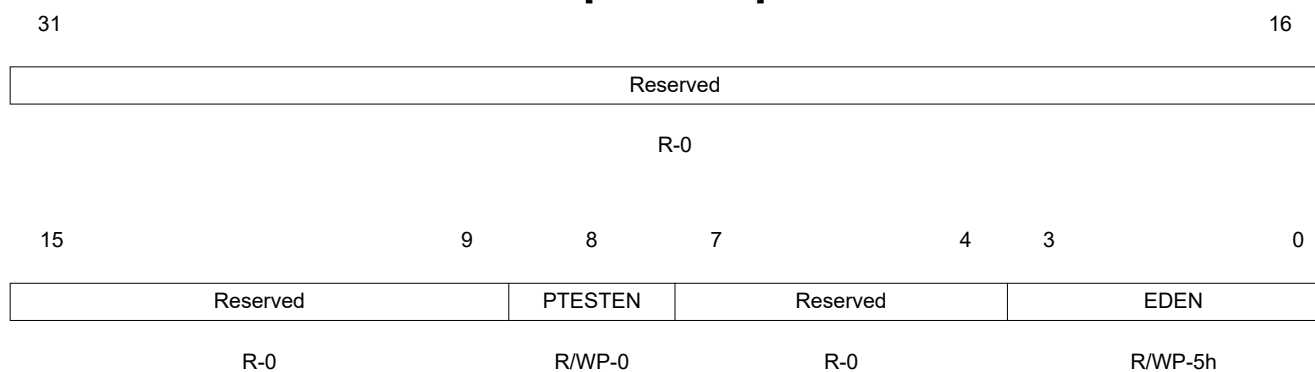 31 16
Reserved
R-0
15 9 8 7 4 3 0
Reserved PTESTEN Reserved EDEN
R-0 R/WP-0 R-0 R/WP-5h